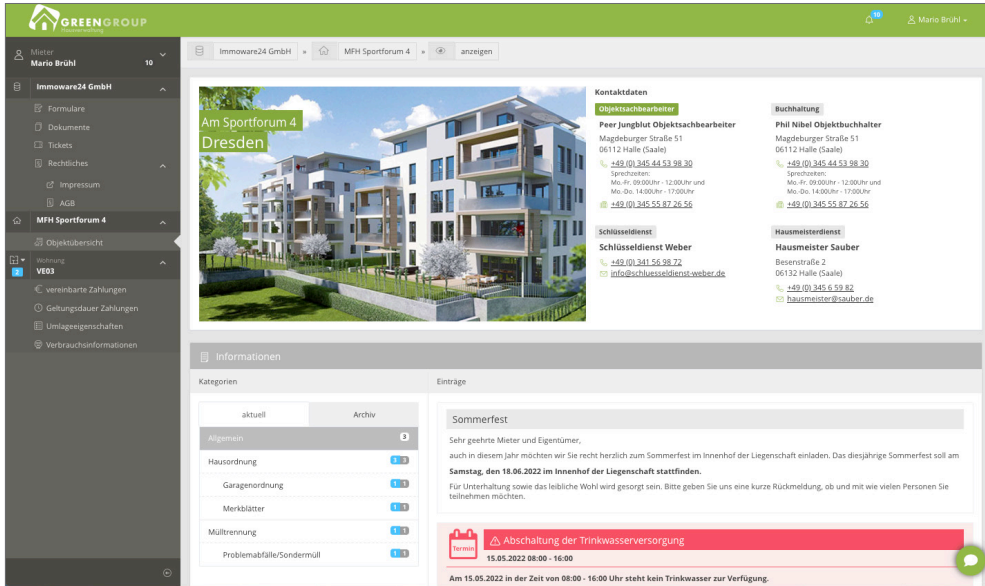 GREENGROUP
Hausverwaltung
10
Mario Brühl
Mieter
Mario Brühl
10
Immoware24 GmbH
Formulare
Dokumente
Tickets
Rechtliches
Impressum
AGB
MFH Sportforum 4
Objektübersicht
Wohnung
VE03
2
vereinbarte Zahlungen
Geltungsdauer Zahlungen
Umlageeigenschaften
Verbrauchsinformationen
Immoware24 GmbH » MFH Sportforum 4 » anzeigen
Am Sportforum 4
Dresden
Kontaktdaten
Objektsachbearbeiter
Peer Jungblut Objektsachbearbeiter
Magdeburger Straße 51
06112 Halle (Saale)
+49 (0) 345 44 53 98 30
Sprechzeiten:
Mo.-Fr. 09:00Uhr - 12:00Uhr und
Mo.-Do. 14:00Uhr - 17:00Uhr
+49 (0) 345 55 87 26 56
Buchhaltung
Phil Nibel Objektbuchhalter
Magdeburger Straße 51
06112 Halle (Saale)
+49 (0) 345 44 53 98 30
Sprechzeiten:
Mo.-Fr. 09:00Uhr - 12:00Uhr und
Mo.-Do. 14:00Uhr - 17:00Uhr
+49 (0) 345 55 87 26 56
Schlüsseldienst
Schlüsseldienst Weber
+49 (0) 341 56 98 72
info@schluesseldienst-weber.de
Hausmeisterdienst
Hausmeister Sauber
Besenstraße 2
06132 Halle (Saale)
+49 (0) 345 6 59 82
hausmeister@sauber.de
Informationen
Kategorien
aktuell
Archiv
Allgemein 3
Hausordnung 3 3
Garagenordnung 1 1
Merkblätter 1 1
Mülltrennung 1 1
Problemabfälle/Sondermüll 1 1
Einträge
Sommerfest
Sehr geehrte Mieter und Eigentümer,
auch in diesem Jahr möchten wir Sie recht herzlich zum Sommerfest im Innenhof der Liegenschaft einladen. Das diesjährige Sommerfest soll am
Samstag, den 18.06.2022 im Innenhof der Liegenschaft stattfinden.
Für Unterhaltung sowie das leibliche Wohl wird gesorgt sein. Bitte geben Sie uns eine kurze Rückmeldung, ob und mit wie vielen Personen Sie
teilnehmen möchten.
Termin
Abschaltung der Trinkwasserversorgung
15.05.2022 08:00 - 16:00
Am 15.05.2022 in der Zeit von 08:00 - 16:00 Uhr steht kein Trinkwasser zur Verfügung.